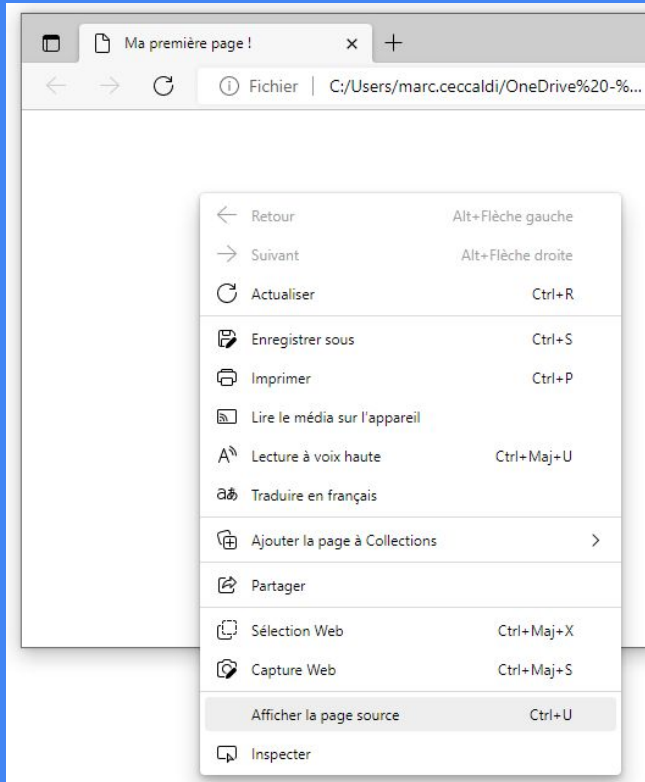 Ma première page !
Fichier | C:/Users/marc.ceccaldi/OneDrive%20-%...
Retour Alt+Flèche gauche
Suivant Alt+Flèche droite
Actualiser Ctrl+R
Enregistrer sous Ctrl+S
Imprimer Ctrl+P
Lire le média sur l'appareil
Lecture à voix haute Ctrl+Maj+U
Traduire en français
Ajouter la page à Collections
Partager
Sélection Web Ctrl+Maj+X
Capture Web Ctrl+Maj+S
Afficher la page source Ctrl+U
Inspecter